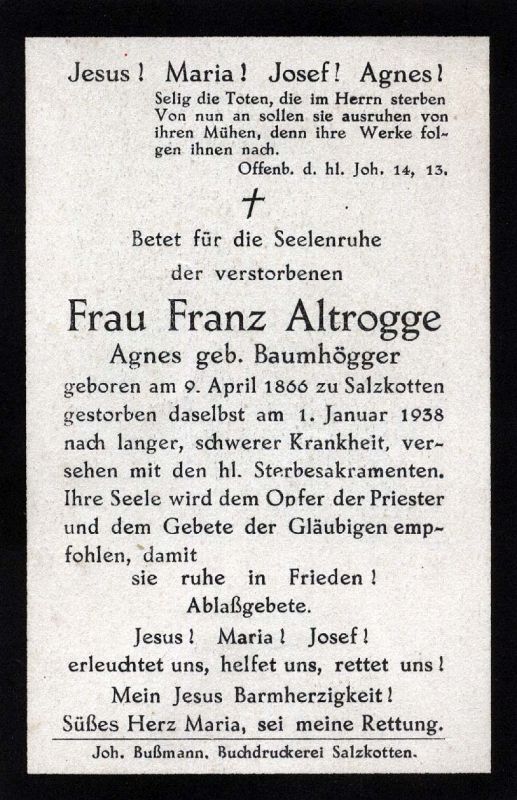 Jesus! Maria! Josef! Agnes!
Selig die Toten, die im Herrn sterben
Von nun an sollen sie ausruhen von
ihren Mühen, denn ihre Werke fol-
gen ihnen nach.
Offenb. d. hl. Joh. 14, 13.
Betet für die Seelenruhe
der verstorbenen
Frau Franz Altrogge
Agnes geb. Baumhögger
geboren am 9. April 1866 zu Salzkotten
gestorben daselbst am 1. Januar 1938
nach langer, schwerer Krankheit, ver-
sehen mit den hl. Sterbesakramenten.
Ihre Seele wird dem Opfer der Priester
und dem Gebete der Gläubigen emp-
fohlen, damit
sie ruhe in Frieden!
Ablaßgebete.
Jesus! Maria! Josef!
erleuchtet uns, helfet uns, rettet uns!
Mein Jesus Barmherzigkeit!
Süßes Herz Maria, sei meine Rettung.
Joh. Bußmann, Buchdruckerei Salzkotten.